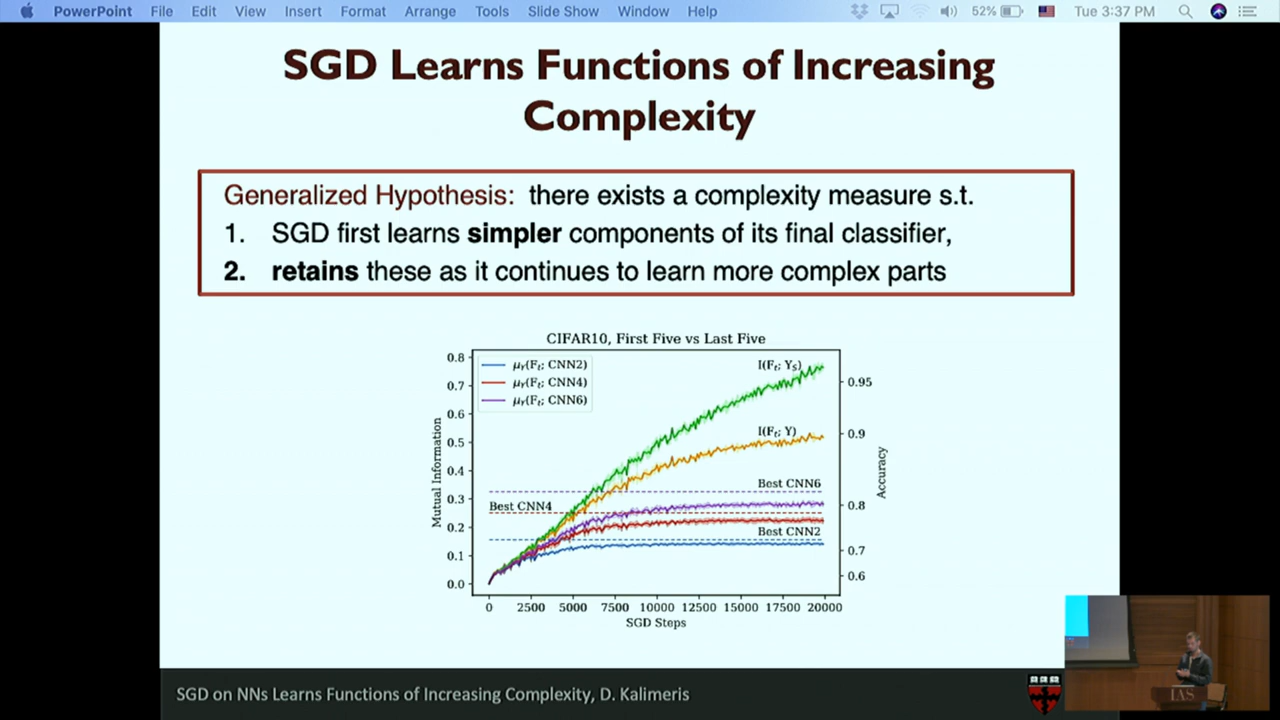 PowerPoint File Edit View Insert Format Arrange Tools Slide Show Window Help 52% Tue 3:37 PM
SGD Learns Functions of Increasing
Complexity
Generalized Hypothesis: there exists a complexity measure s.t.
1. SGD first learns simpler components of its final classifier,
2. retains these as it continues to learn more complex parts
CIFAR10, First Five vs Last Five
μY(Ft; CNN2)
μY(Ft; CNN4)
μY(Ft; CNN6)
I(Ft; YS)
I(Ft; Y)
Best CNN6
Best CNN4
Best CNN2
Mutual Information
0.8
0.7
0.6
0.5
0.4
0.3
0.2
0.1
0.0
0.95
0.9
0.8
0.7
0.6
Accuracy
0 2500 5000 7500 10000 12500 15000 17500 20000
SGD Steps
SGD on NNs Learns Functions of Increasing Complexity, D. Kalimeris
IAS